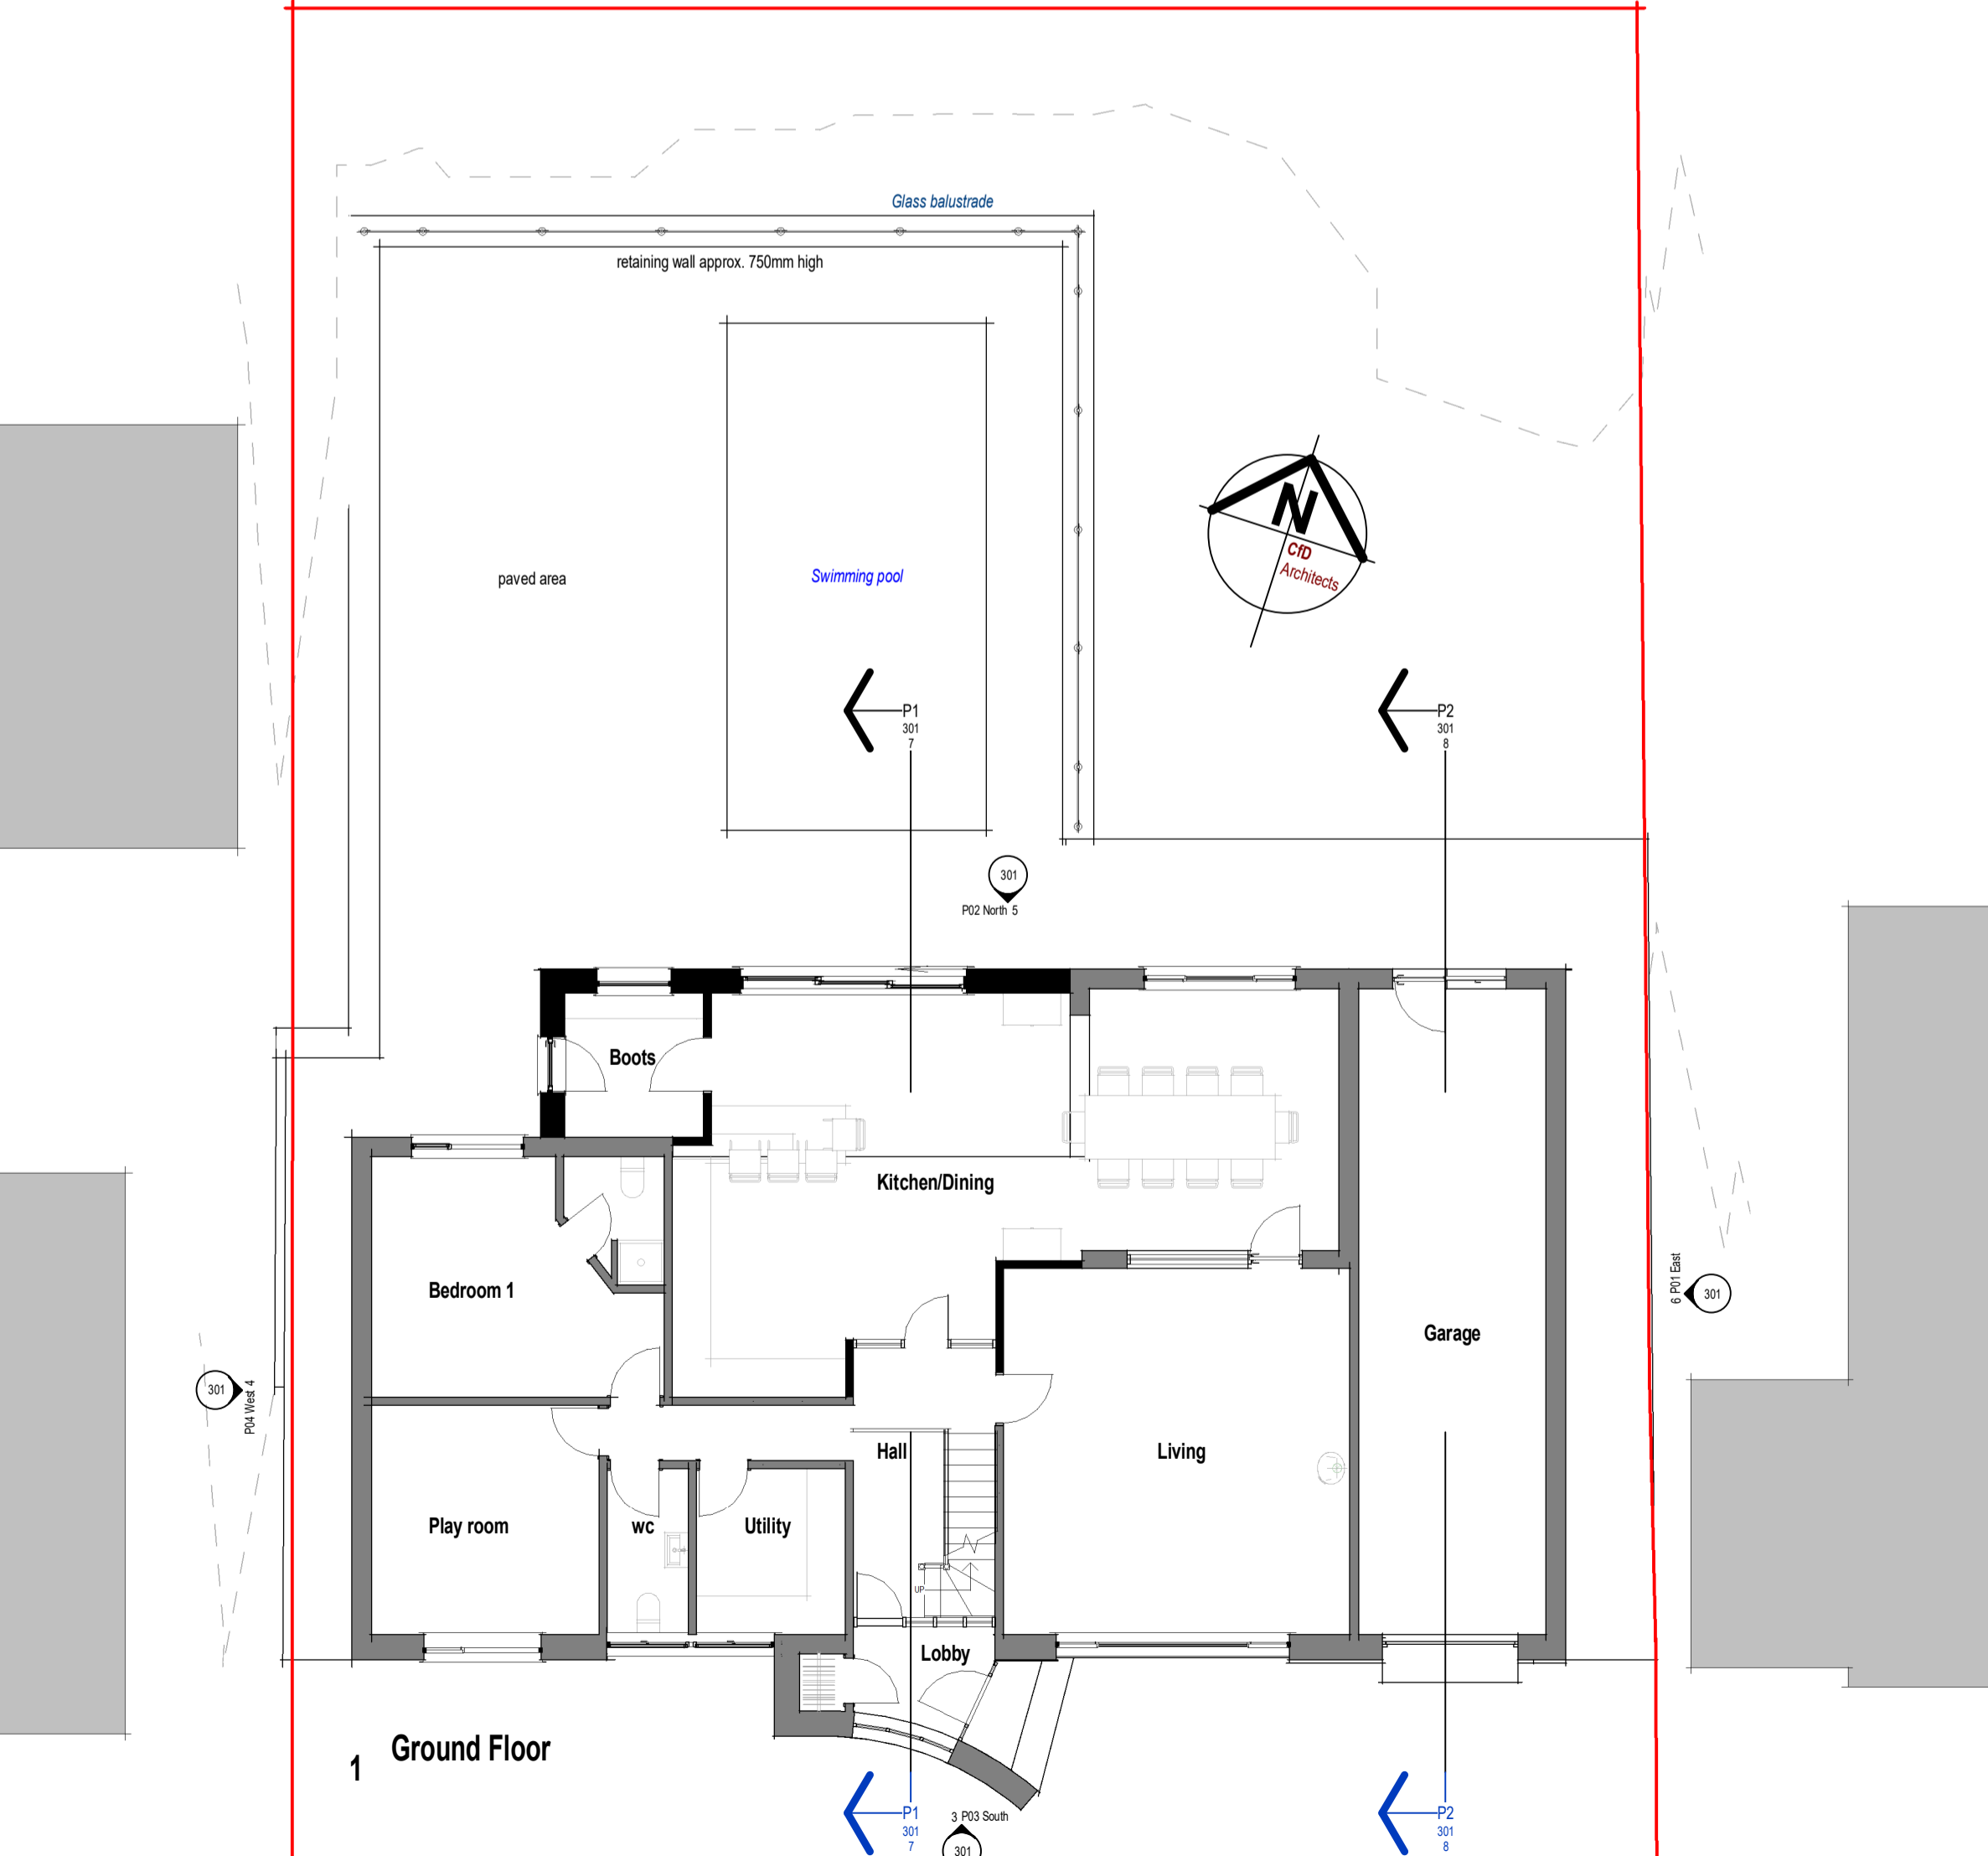 Glass balustrade
retaining wall approx. 750mm high
N
CfD
Architects
paved area
Swimming pool
P1
301
7
P2
301
8
301
P02 North 5
Boots
Kitchen/Dining
Bedroom 1
6 P01 East
301
Garage
301
P04 West 4
Hall
Living
Play room
wc
Utility
UP
Lobby
1
Ground Floor
P1
301
7
P2
301
8
3 P03 South
301